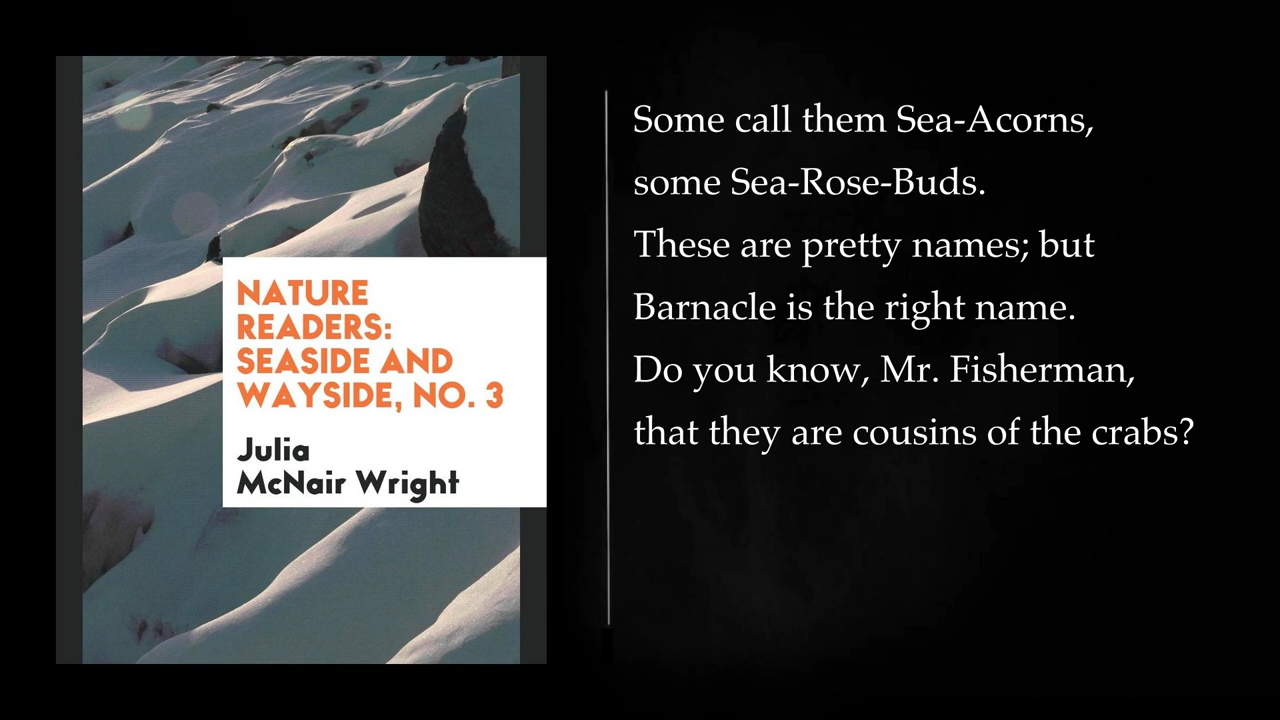 NATURE
READERS:
SEASIDE AND
WAYSIDE, NO. 3
Julia
McNair Wright
Some call them Sea-Acorns,
some Sea-Rose-Buds.
These are pretty names; but
Barnacle is the right name.
Do you know, Mr. Fisherman,
that they are cousins of the crabs?